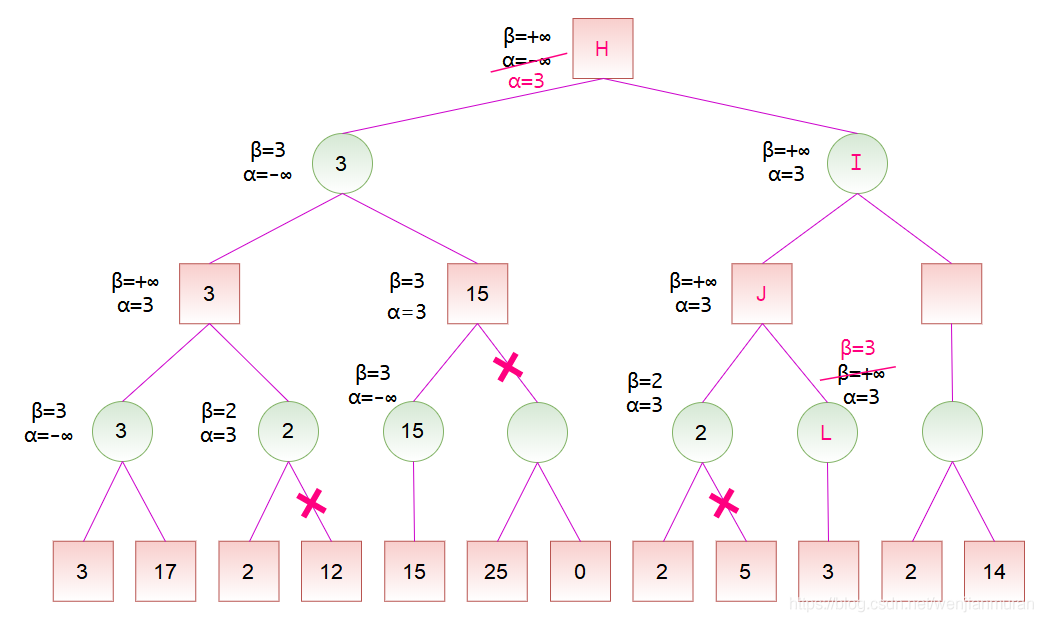 β=+∞
α=-∞
α=3
H
β=3
α=-∞
3
β=+∞
α=3
I
β=+∞
α=3
3
β=3
α=3
15
β=+∞
α=3
J
β=3
β=+∞
α=3
β=3
α=-∞
3
β=2
α=3
2
β=3
α=-∞
15
β=2
α=3
2
L
3
17
2
12
15
25
0
2
5
3
2
14
https://blog.csdn.net/wenjianmuran